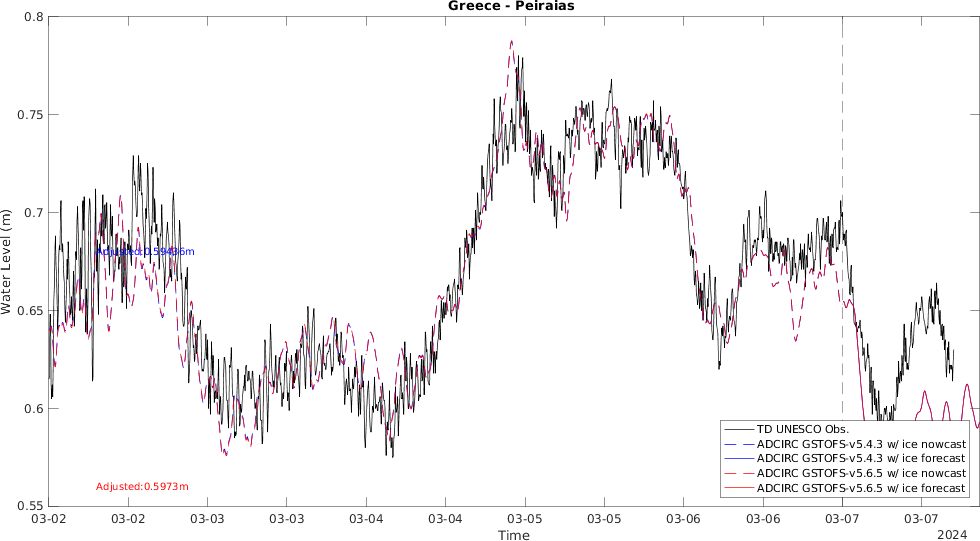 Greece - Peiraias
0.8
0.75
0.7
0.65
0.6
0.55
Water Level (m)
Adjusted:0.59436m
Adjusted:0.5973m
TD UNESCO Obs.
ADCIRC GSTOFS-v5.4.3 w/ ice nowcast
ADCIRC GSTOFS-v5.4.3 w/ ice forecast
ADCIRC GSTOFS-v5.6.5 w/ ice nowcast
ADCIRC GSTOFS-v5.6.5 w/ ice forecast
03-02 03-02 03-03 03-03 03-04 03-04 03-05 03-05 03-06 03-06 03-07 03-07
Time
2024